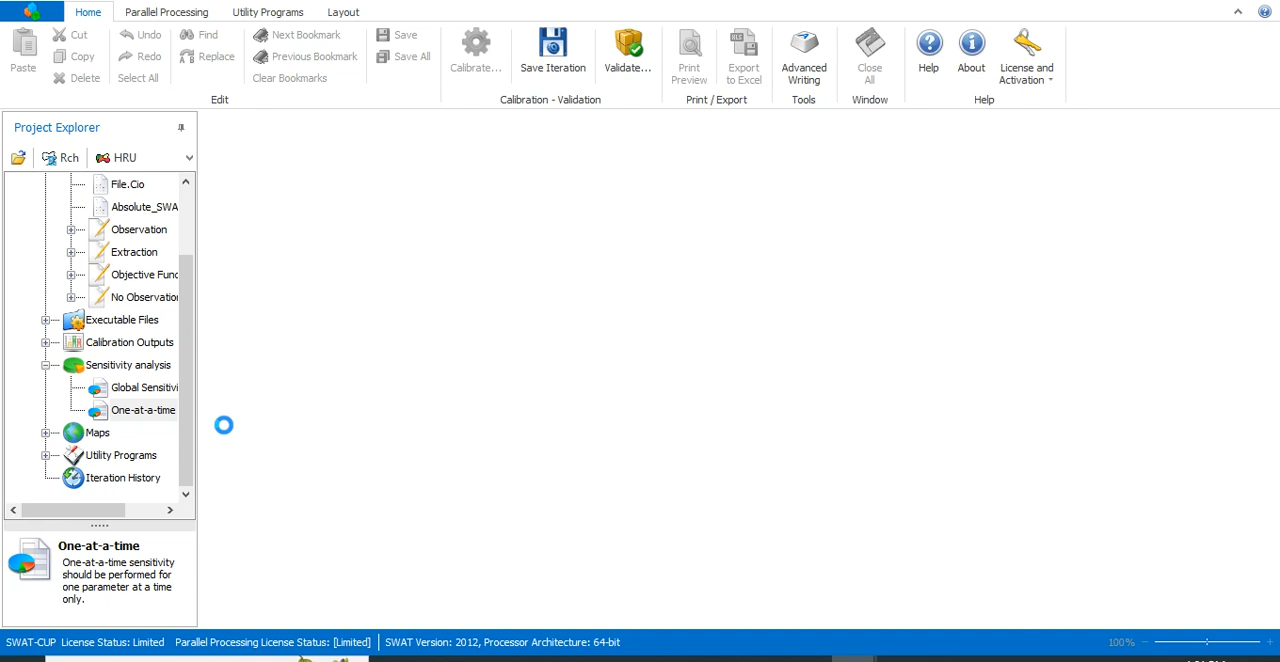 Home Parallel Processing Utility Programs Layout
Cut Undo Find Next Bookmark Save
Copy Redo Replace Previous Bookmark Save All
Delete Select All Clear Bookmarks
Paste Calibrate... Save Iteration Validate... Print Preview Export to Excel Advanced Writing Close All Help About License and Activation
Edit Calibration - Validation Print / Export Tools Window Help
Project Explorer
Rch HRU
File.Cio
Absolute_SWA
Observation
Extraction
Objective Func
No Observation
Executable Files
Calibration Outputs
Sensitivity analysis
Global Sensitivi
One-at-a-time
Maps
Utility Programs
Iteration History
One-at-a-time
One-at-a-time sensitivity
should be performed for
one parameter at a time
only.
SWAT-CUP License Status: Limited Parallel Processing License Status: [Limited] SWAT Version: 2012, Processor Architecture: 64-bit 100%